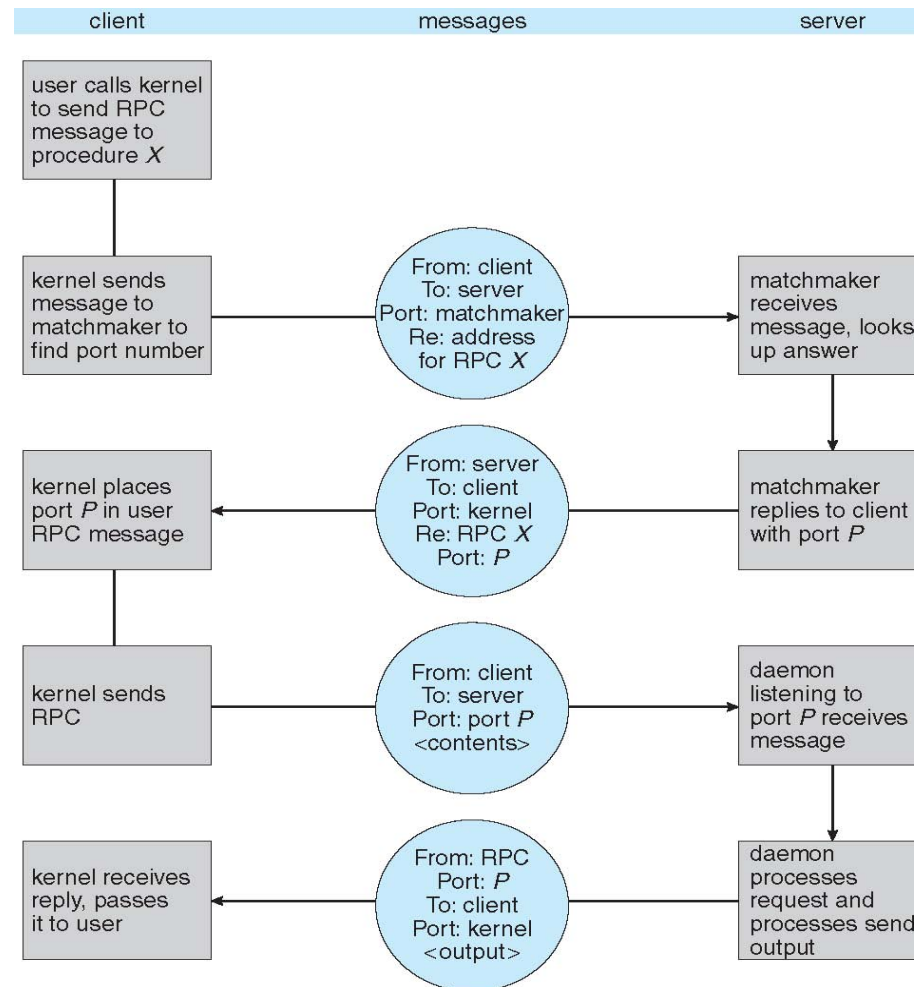 client
messages
server
user calls kernel
to send RPC
message to
procedure X
kernel sends
message to
matchmaker to
find port number
From: client
To: server
Port: matchmaker
Re: address
for RPC X
matchmaker
receives
message, looks
up answer
kernel places
port P in user
RPC message
From: server
To: client
Port: kernel
Re: RPC X
Port: P
matchmaker
replies to client
with port P
kernel sends
RPC
From: client
To: server
Port: port P
<contents>
daemon
listening to
port P receives
message
kernel receives
reply, passes
it to user
From: RPC
Port: P
To: client
Port: kernel
<output>
daemon
processes
request and
processes send
output